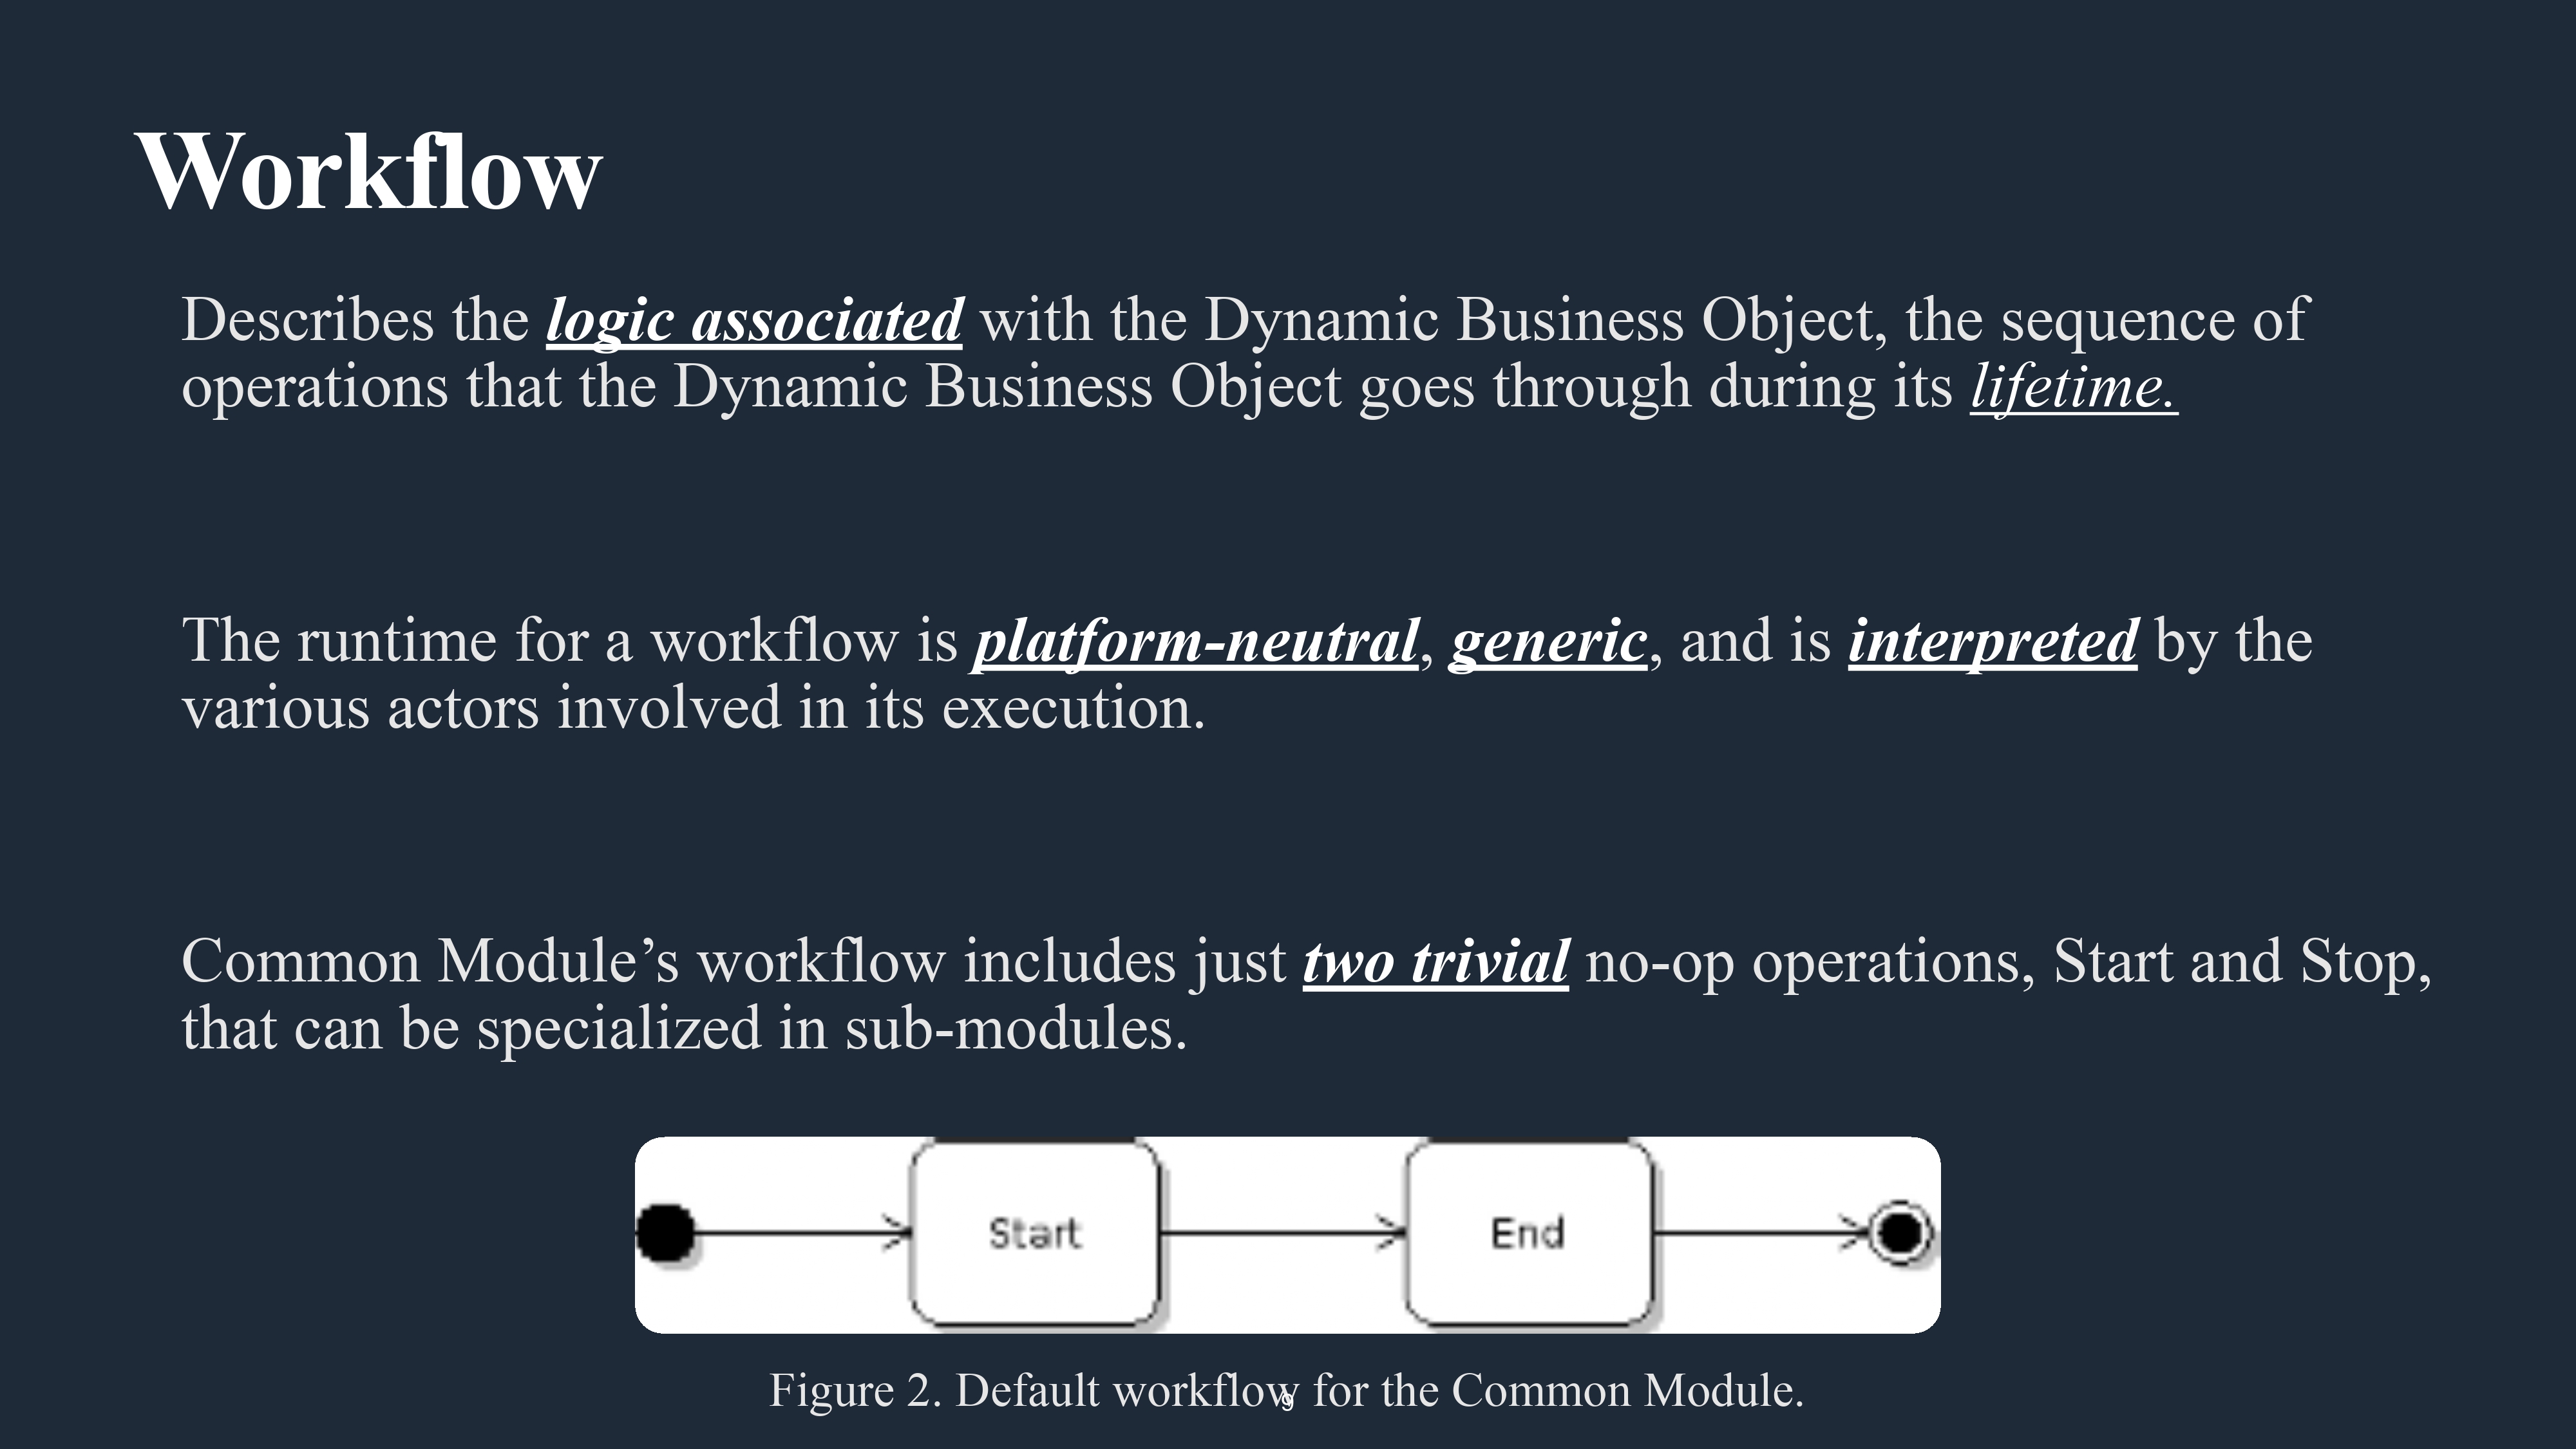 Workflow
Describes the logic associated with the Dynamic Business Object, the sequence of
operations that the Dynamic Business Object goes through during its lifetime.
The runtime for a workflow is platform-neutral, generic, and is interpreted by the
various actors involved in its execution.
Common Module’s workflow includes just two trivial no-op operations, Start and Stop,
that can be specialized in sub-modules.
Start
End
Figure 2. Default workflow for the Common Module.
9